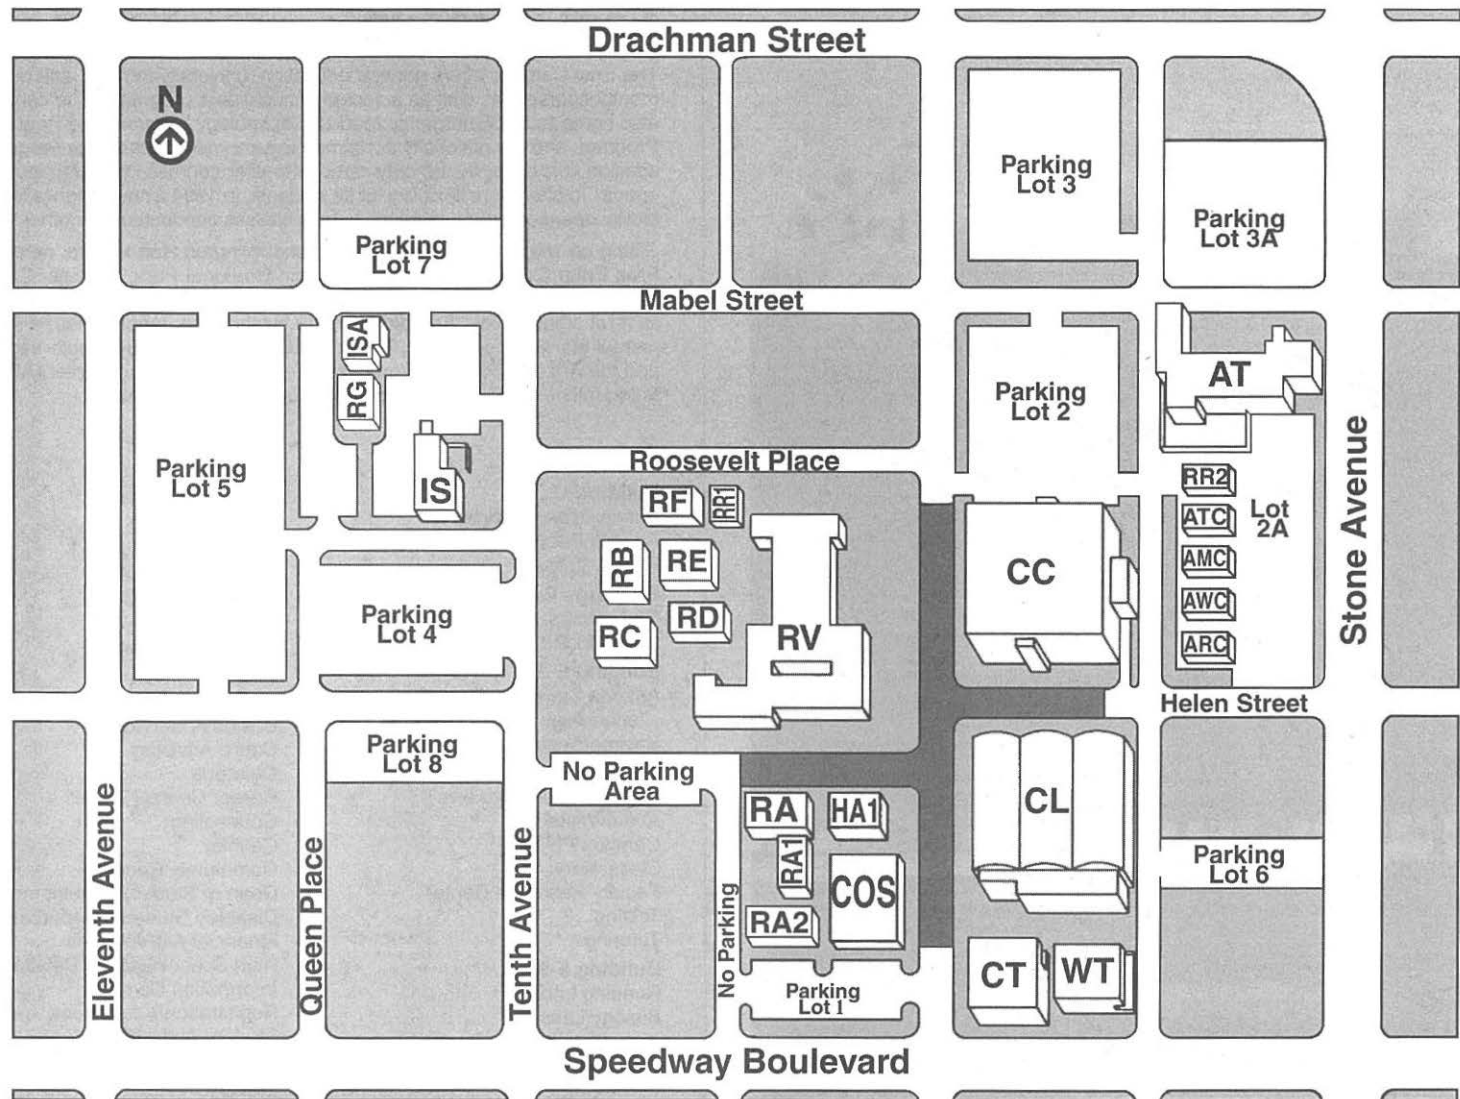 Drachman Street
N
Parking
Lot 3
Parking
Lot 3A
Parking
Lot 7
Mabel Street
ISA
RG
IS
Parking
Lot 5
Parking
Lot 2
AT
Roosevelt Place
RF
RR1
RB
RE
RC
RD
RV
CC
RR2
ATC
AMC
AWC
ARC
Lot
2A
Stone Avenue
Parking
Lot 4
Helen Street
Parking
Lot 8
No Parking
Area
RA
HA1
RA1
COS
RA2
CL
Parking
Lot 6
CT
WT
No Parking
Parking
Lot 1
Eleventh Avenue
Queen Place
Tenth Avenue
Speedway Boulevard